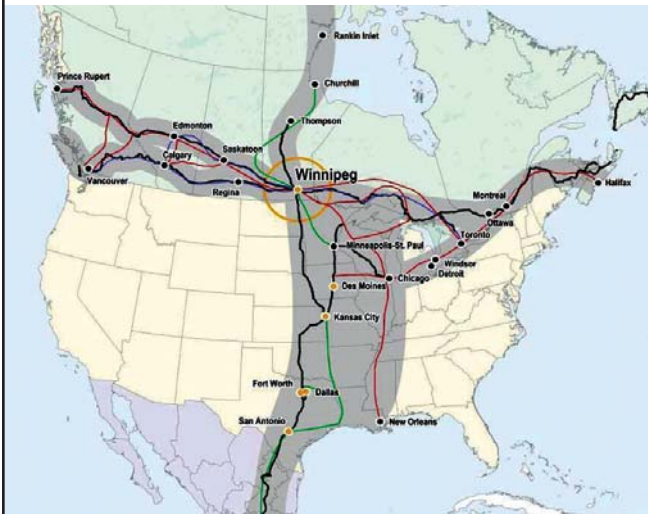 Rankin Inlet
Prince Rupert
Churchill
Thompson
Edmonton
Saskatoon
Calgary
Winnipeg
Vancouver
Regina
Montreal
Halifax
Ottawa
Minneapolis-St. Paul
Toronto
Windsor
Detroit
Chicago
Des Moines
Kansas City
Fort Worth
Dallas
San Antonio
New Orleans